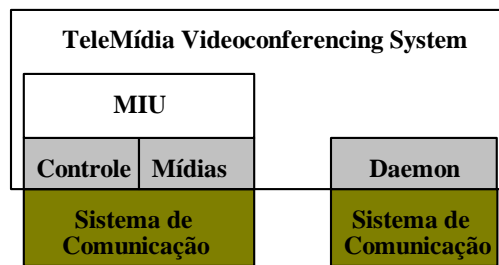 TeleMídia Videoconferencing System
MIU
Controle Mídias
Daemon
Sistema de
Comunicação
Sistema de
Comunicação